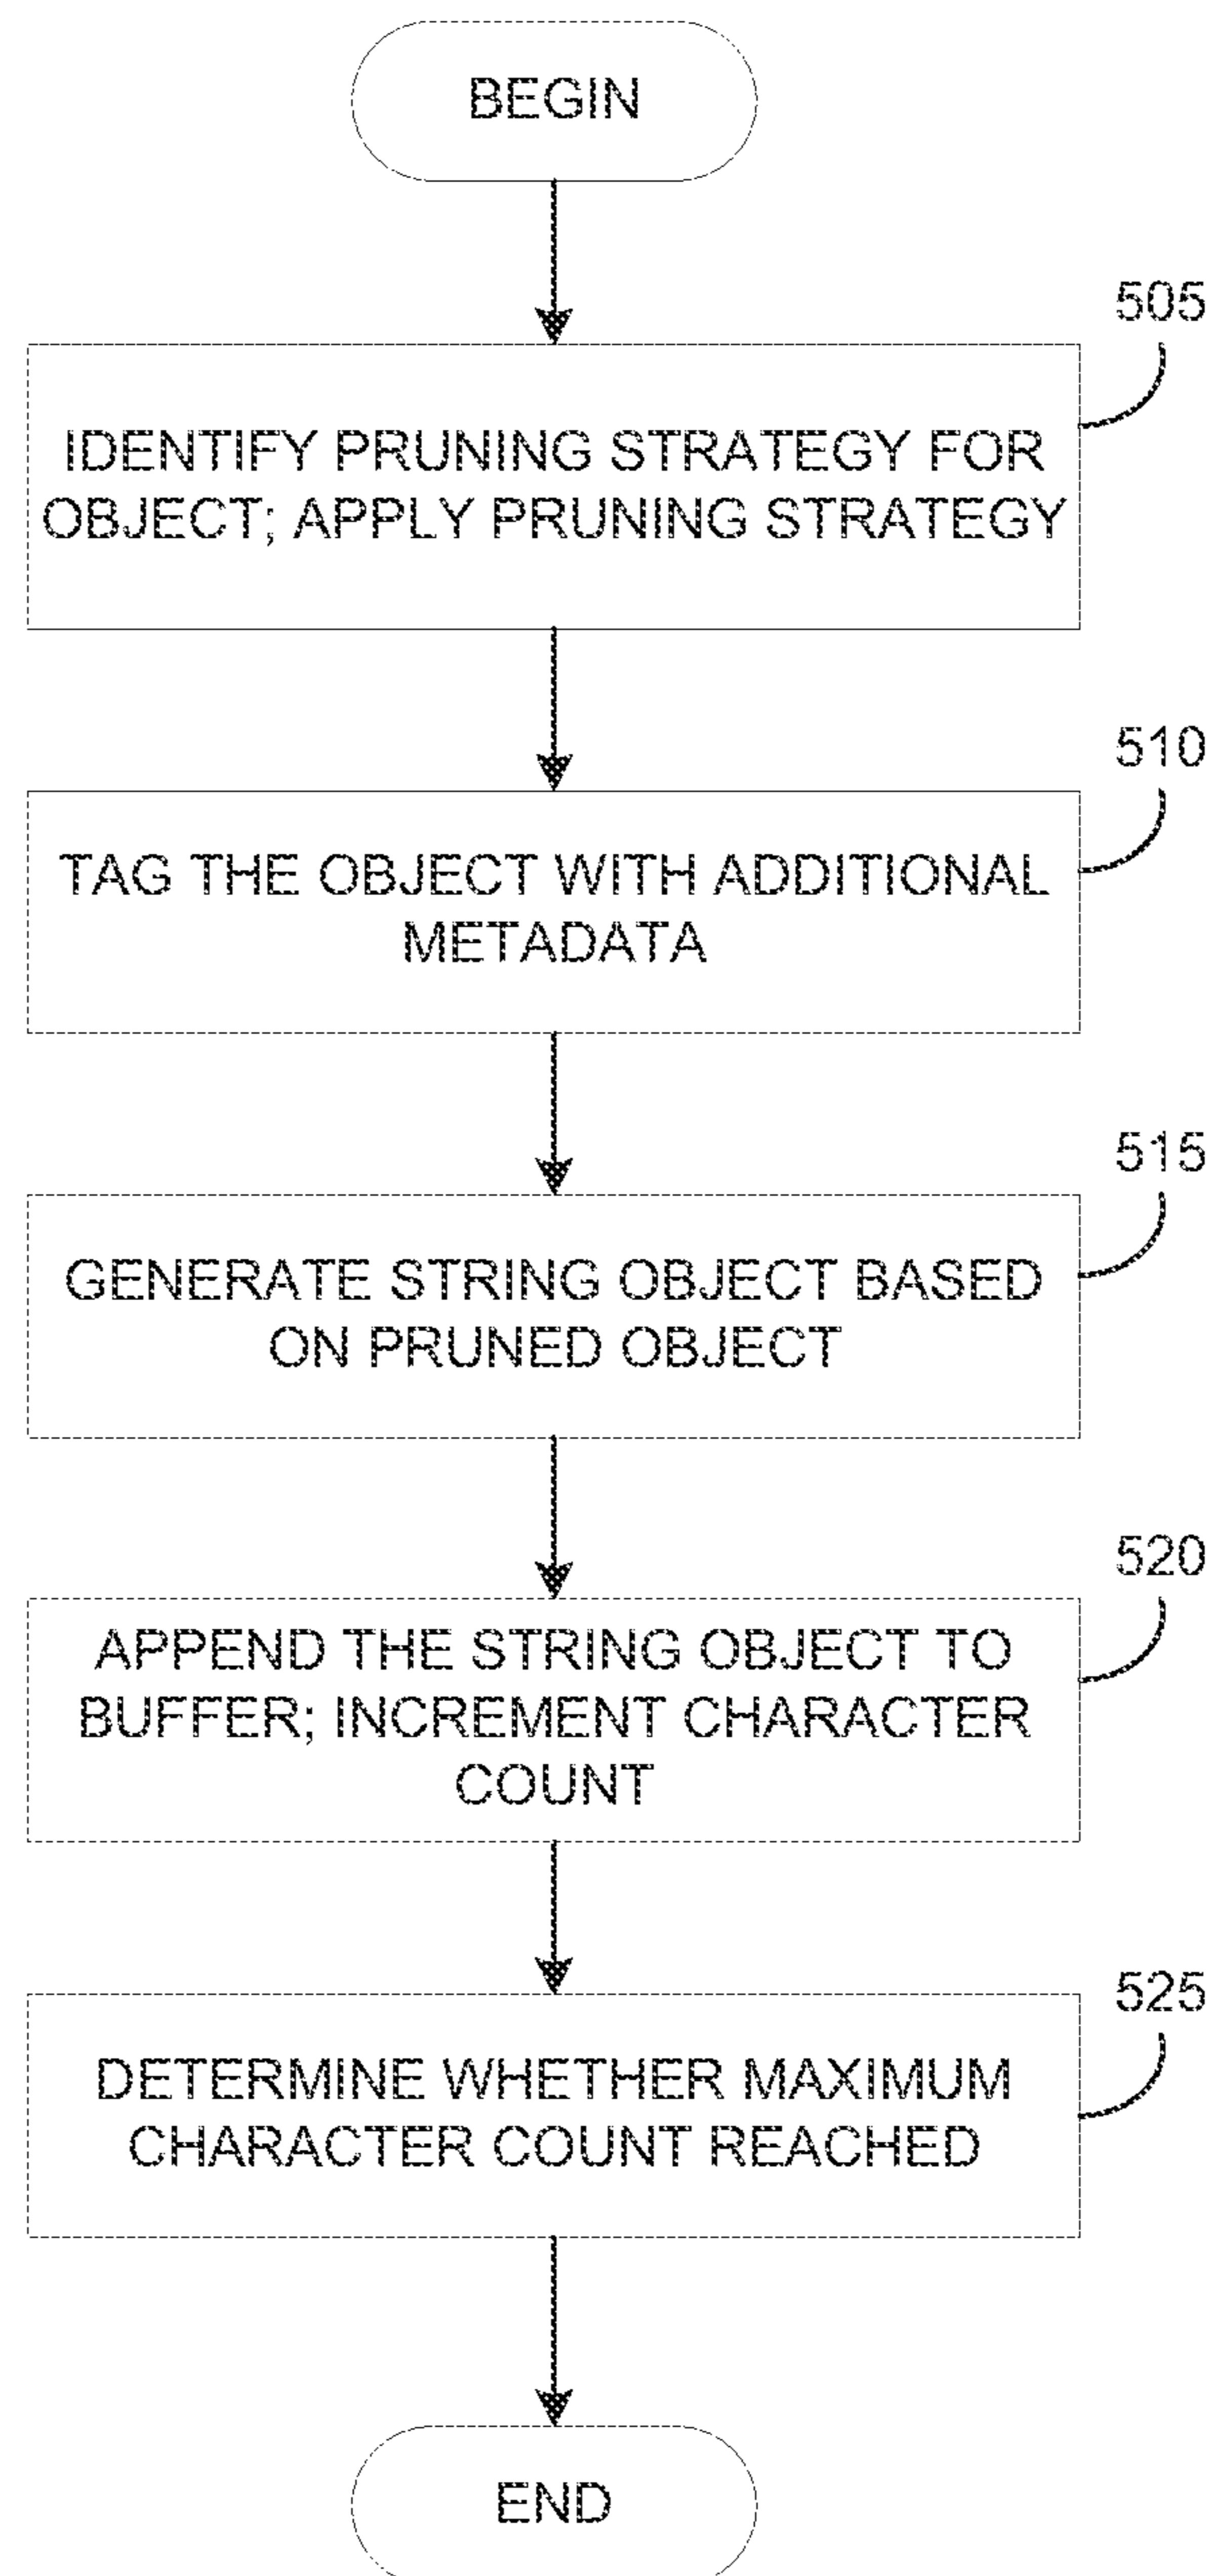 BEGIN
505
IDENTIFY PRUNING STRATEGY FOR
OBJECT; APPLY PRUNING STRATEGY
510
TAG THE OBJECT WITH ADDITIONAL
METADATA
515
GENERATE STRING OBJECT BASED
ON PRUNED OBJECT
520
APPEND THE STRING OBJECT TO
BUFFER; INCREMENT CHARACTER
COUNT
525
DETERMINE WHETHER MAXIMUM
CHARACTER COUNT REACHED
END